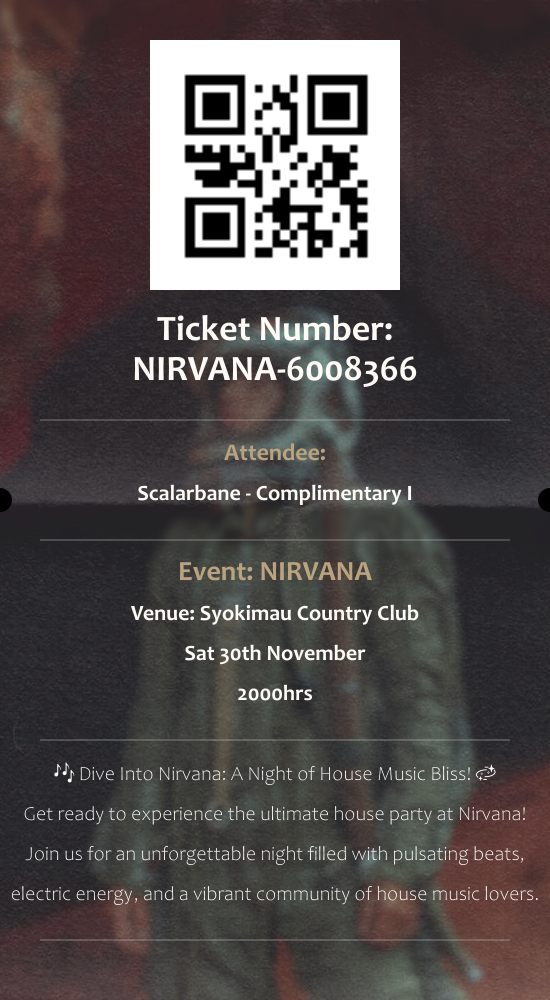 Ticket Number:
NIRVANA-6008366
Attendee:
Scalarbane - Complimentary I
Event: NIRVANA
Venue: Syokimau Country Club
Sat 30th November
2000hrs
🎶 Dive Into Nirvana: A Night of House Music Bliss! 💫
Get ready to experience the ultimate house party at Nirvana!
Join us for an unforgettable night filled with pulsating beats,
electric energy, and a vibrant community of house music lovers.